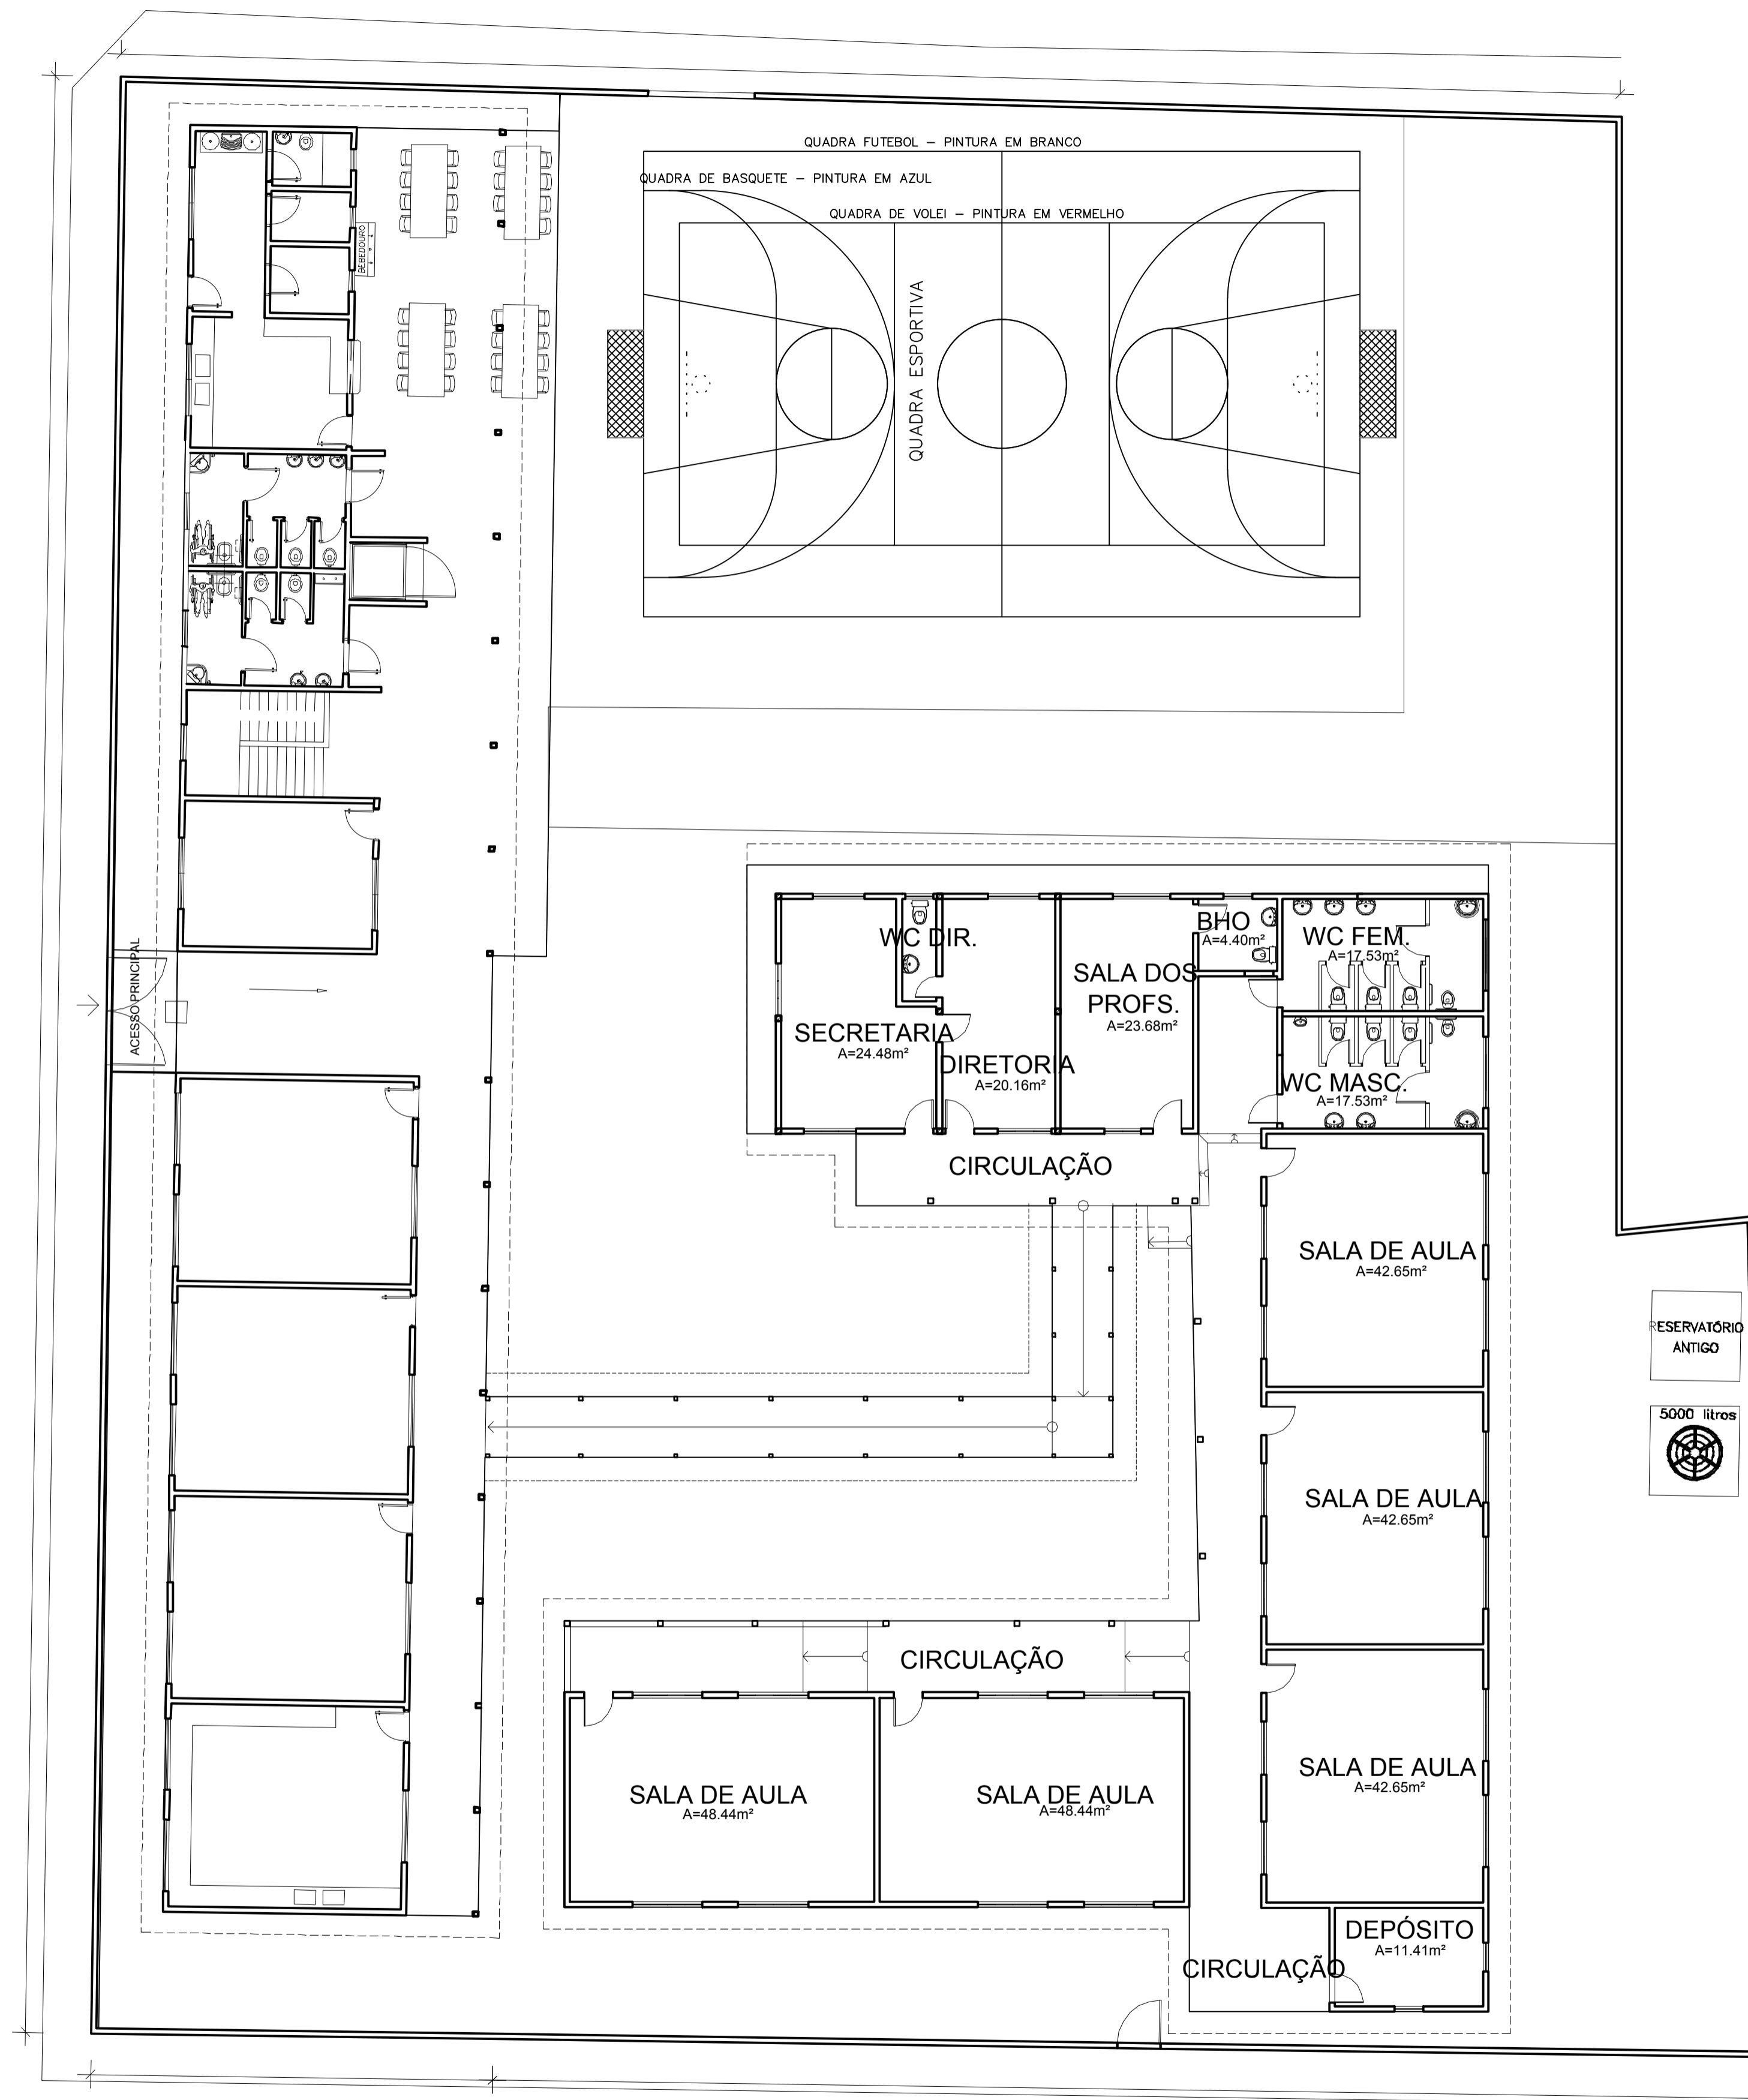 QUADRA FUTEBOL – PINTURA EM BRANCO
QUADRA DE BASQUETE – PINTURA EM AZUL
QUADRA DE VOLEI – PINTURA EM VERMELHO
QUADRA ESPORTIVA
BEBEDOURO
ACESSO PRINCIPAL
WC DIR.
BHO
A=4.40m²
WC FEM.
A=17.53m²
SALA DOS
PROFS.
A=23.68m²
SECRETARIA
A=24.48m²
DIRETORIA
A=20.16m²
WC MASC.
A=17.53m²
CIRCULAÇÃO
SALA DE AULA
A=42.65m²
RESERVATÓRIO
ANTIGO
5000 litros
SALA DE AULA
A=42.65m²
CIRCULAÇÃO
SALA DE AULA
A=42.65m²
SALA DE AULA
A=48.44m²
SALA DE AULA
A=48.44m²
DEPÓSITO
A=11.41m²
CIRCULAÇÃO